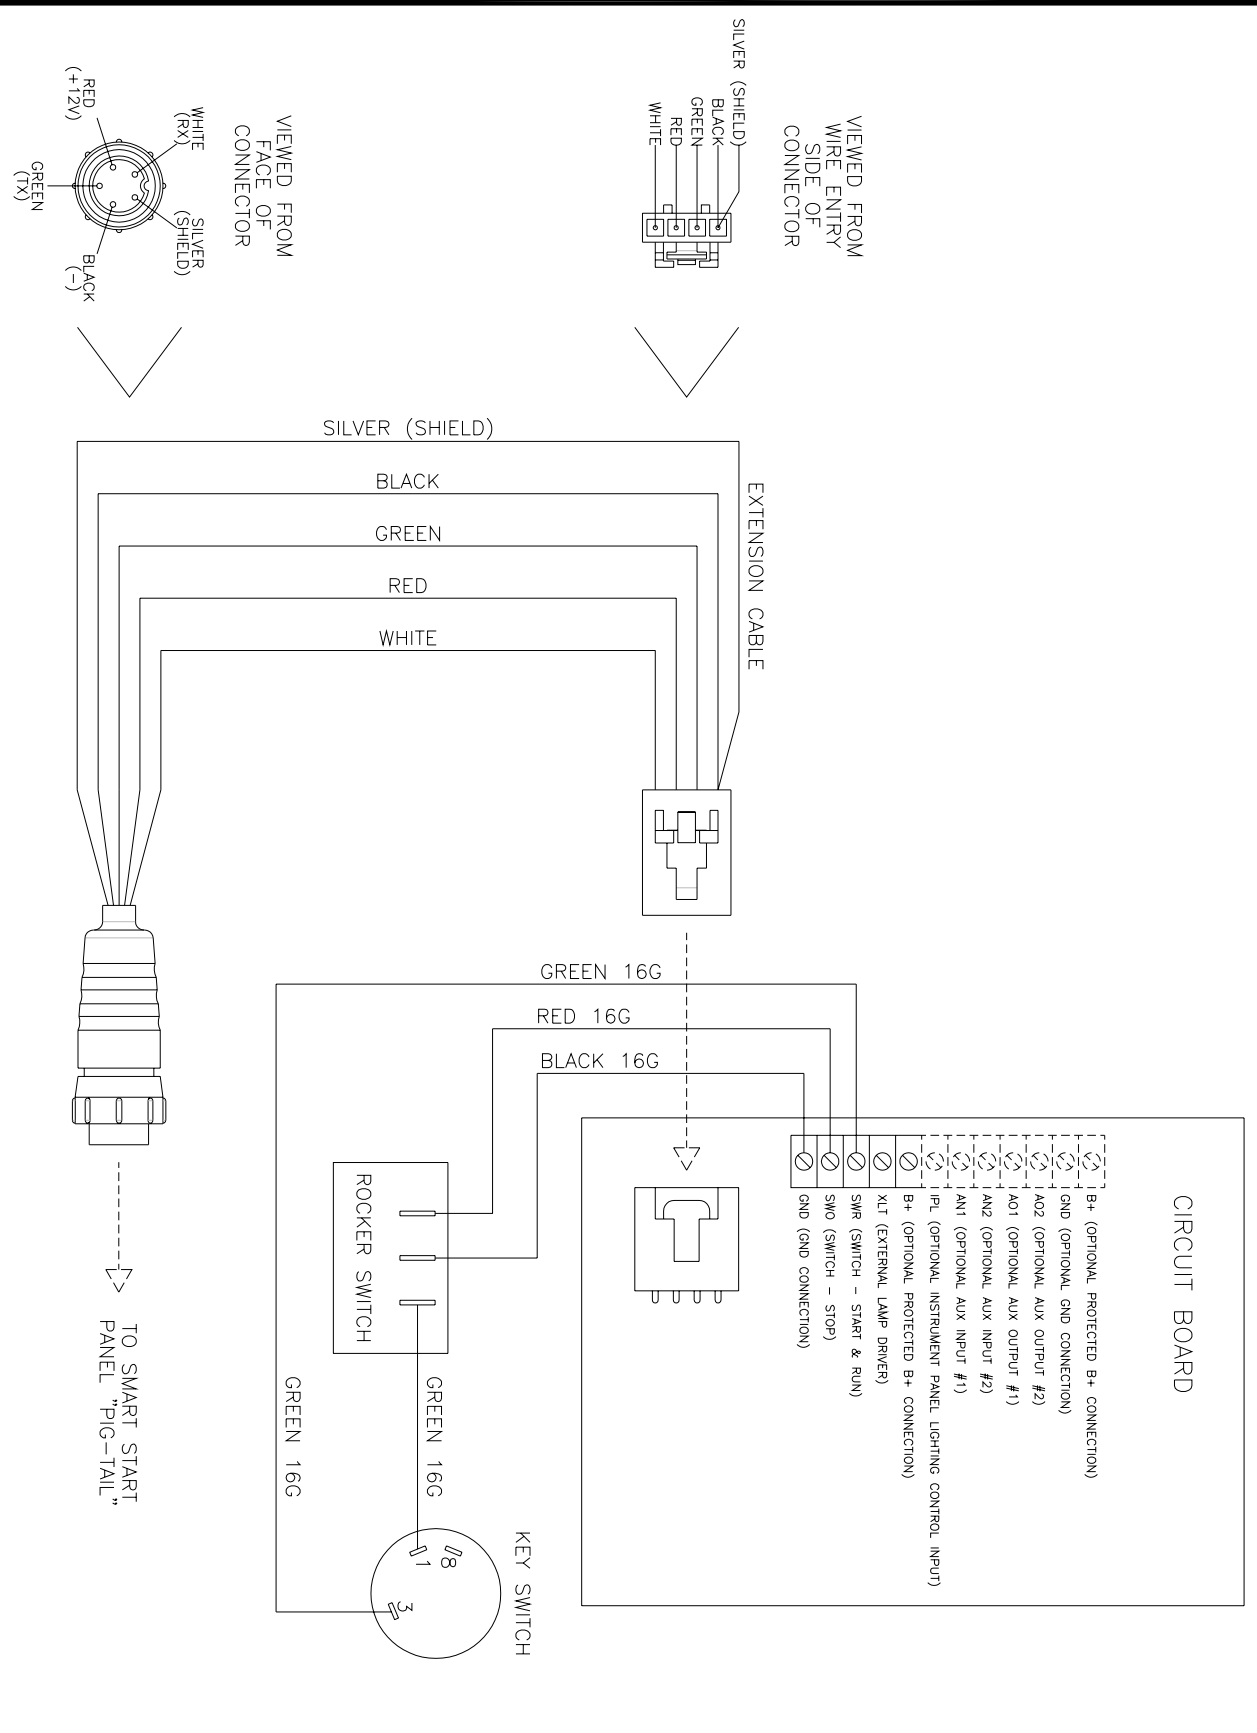 SILVER (SHIELD)
BLACK
GREEN
RED
WHITE
VIEWED FROM
WIRE ENTRY
SIDE OF
CONNECTOR
RED
(+12V)
WHITE
(RX)
GREEN
(TX)
SILVER
(SHIELD)
BLACK
(-)
VIEWED FROM
FACE OF
CONNECTOR
SILVER (SHIELD)
BLACK
GREEN
RED
WHITE
EXTENSION CABLE
GREEN 16G
RED 16G
BLACK 16G
CIRCUIT BOARD
B+ (OPTIONAL PROTECTED B+ CONNECTION)
GND (OPTIONAL GND CONNECTION)
AO2 (OPTIONAL AUX OUTPUT #2)
AO1 (OPTIONAL AUX OUTPUT #1)
AN2 (OPTIONAL AUX INPUT #2)
AN1 (OPTIONAL AUX INPUT #1)
IPL (OPTIONAL INSTRUMENT PANEL LIGHTING CONTROL INPUT)
B+ (OPTIONAL PROTECTED B+ CONNECTION)
XLT (EXTERNAL LAMP DRIVER)
SWR (SWITCH - START & RUN)
SWO (SWITCH - STOP)
GND (GND CONNECTION)
ROCKER SWITCH
GREEN 16G
GREEN 16G
KEY SWITCH
8
1
3
TO SMART START
PANEL "PIG-TAIL"